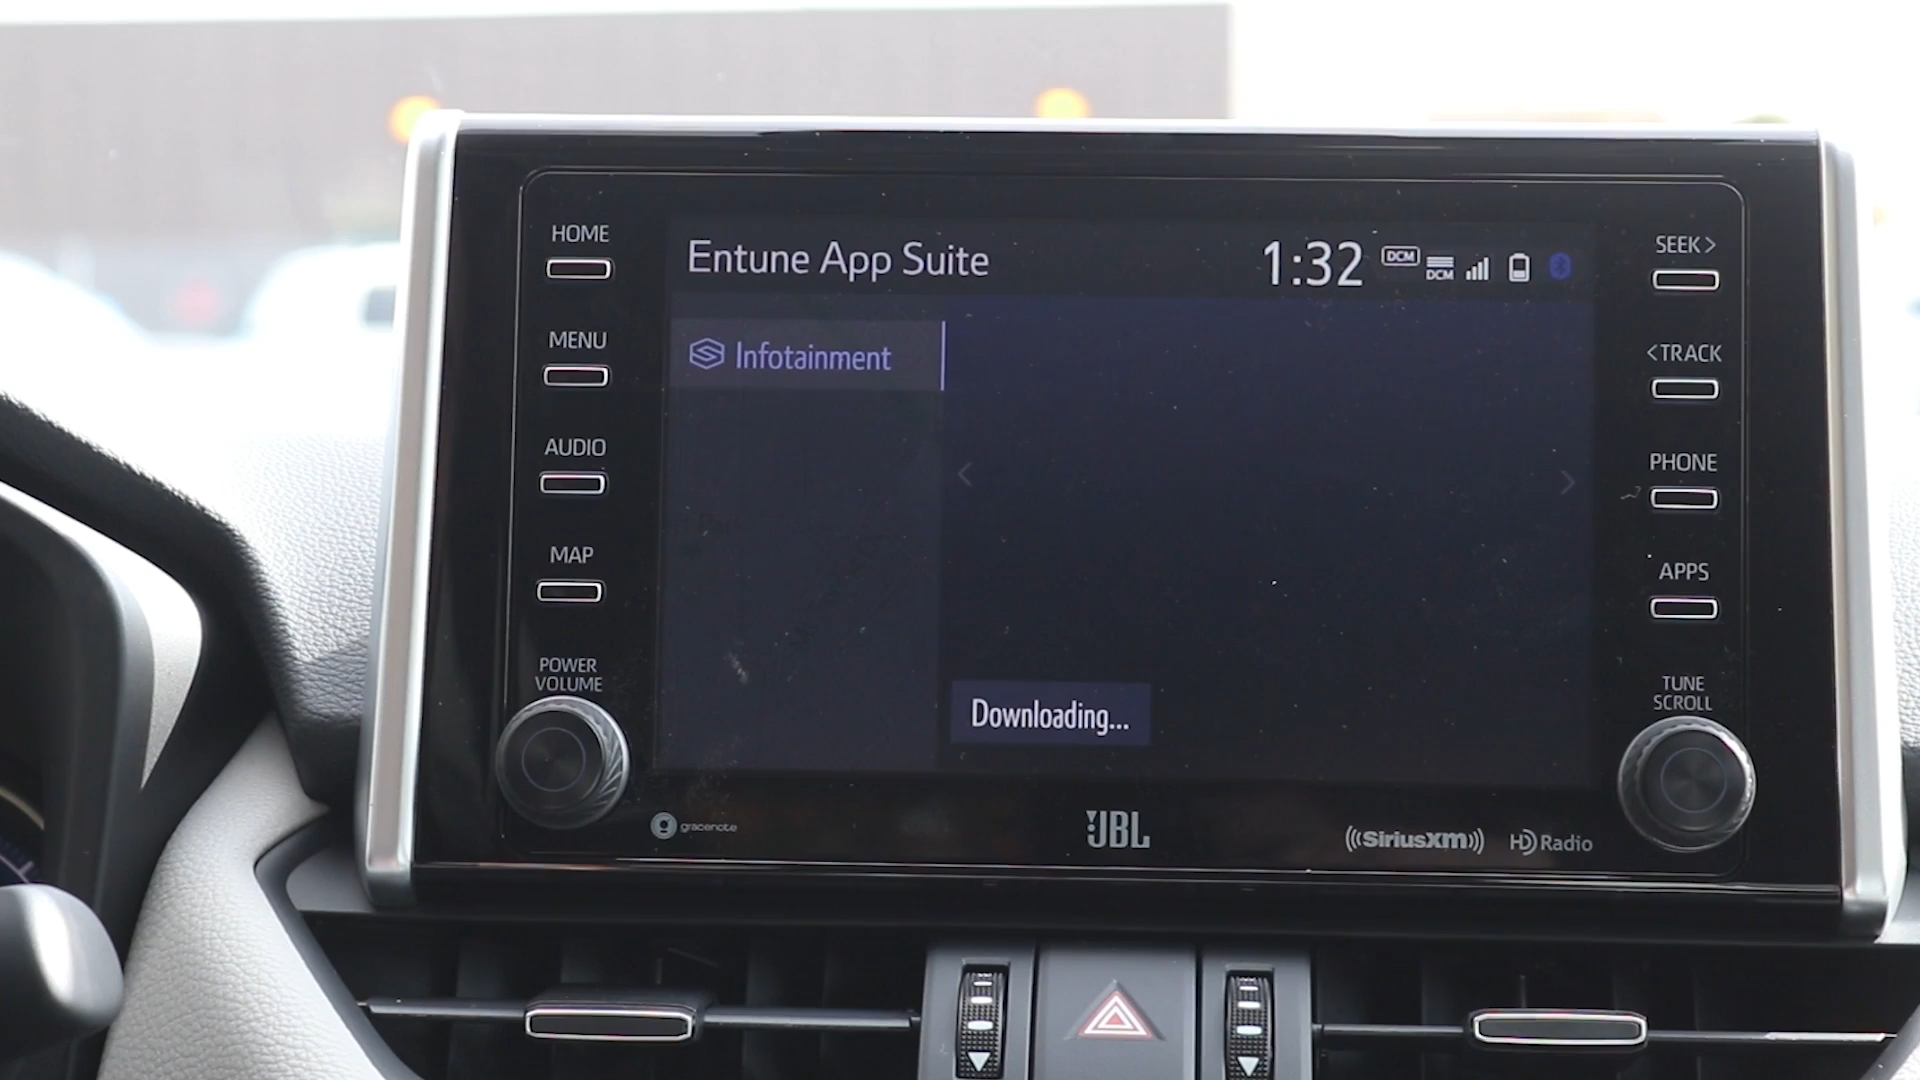 HOME
MENU
AUDIO
MAP
POWER
VOLUME
Entune App Suite
1:32
DCM
DCM
Infotainment
<
>
Downloading...
SEEK>
<TRACK
PHONE
APPS
TUNE
SCROLL
gracenote
JBL
((SiriusXM))
HD Radio